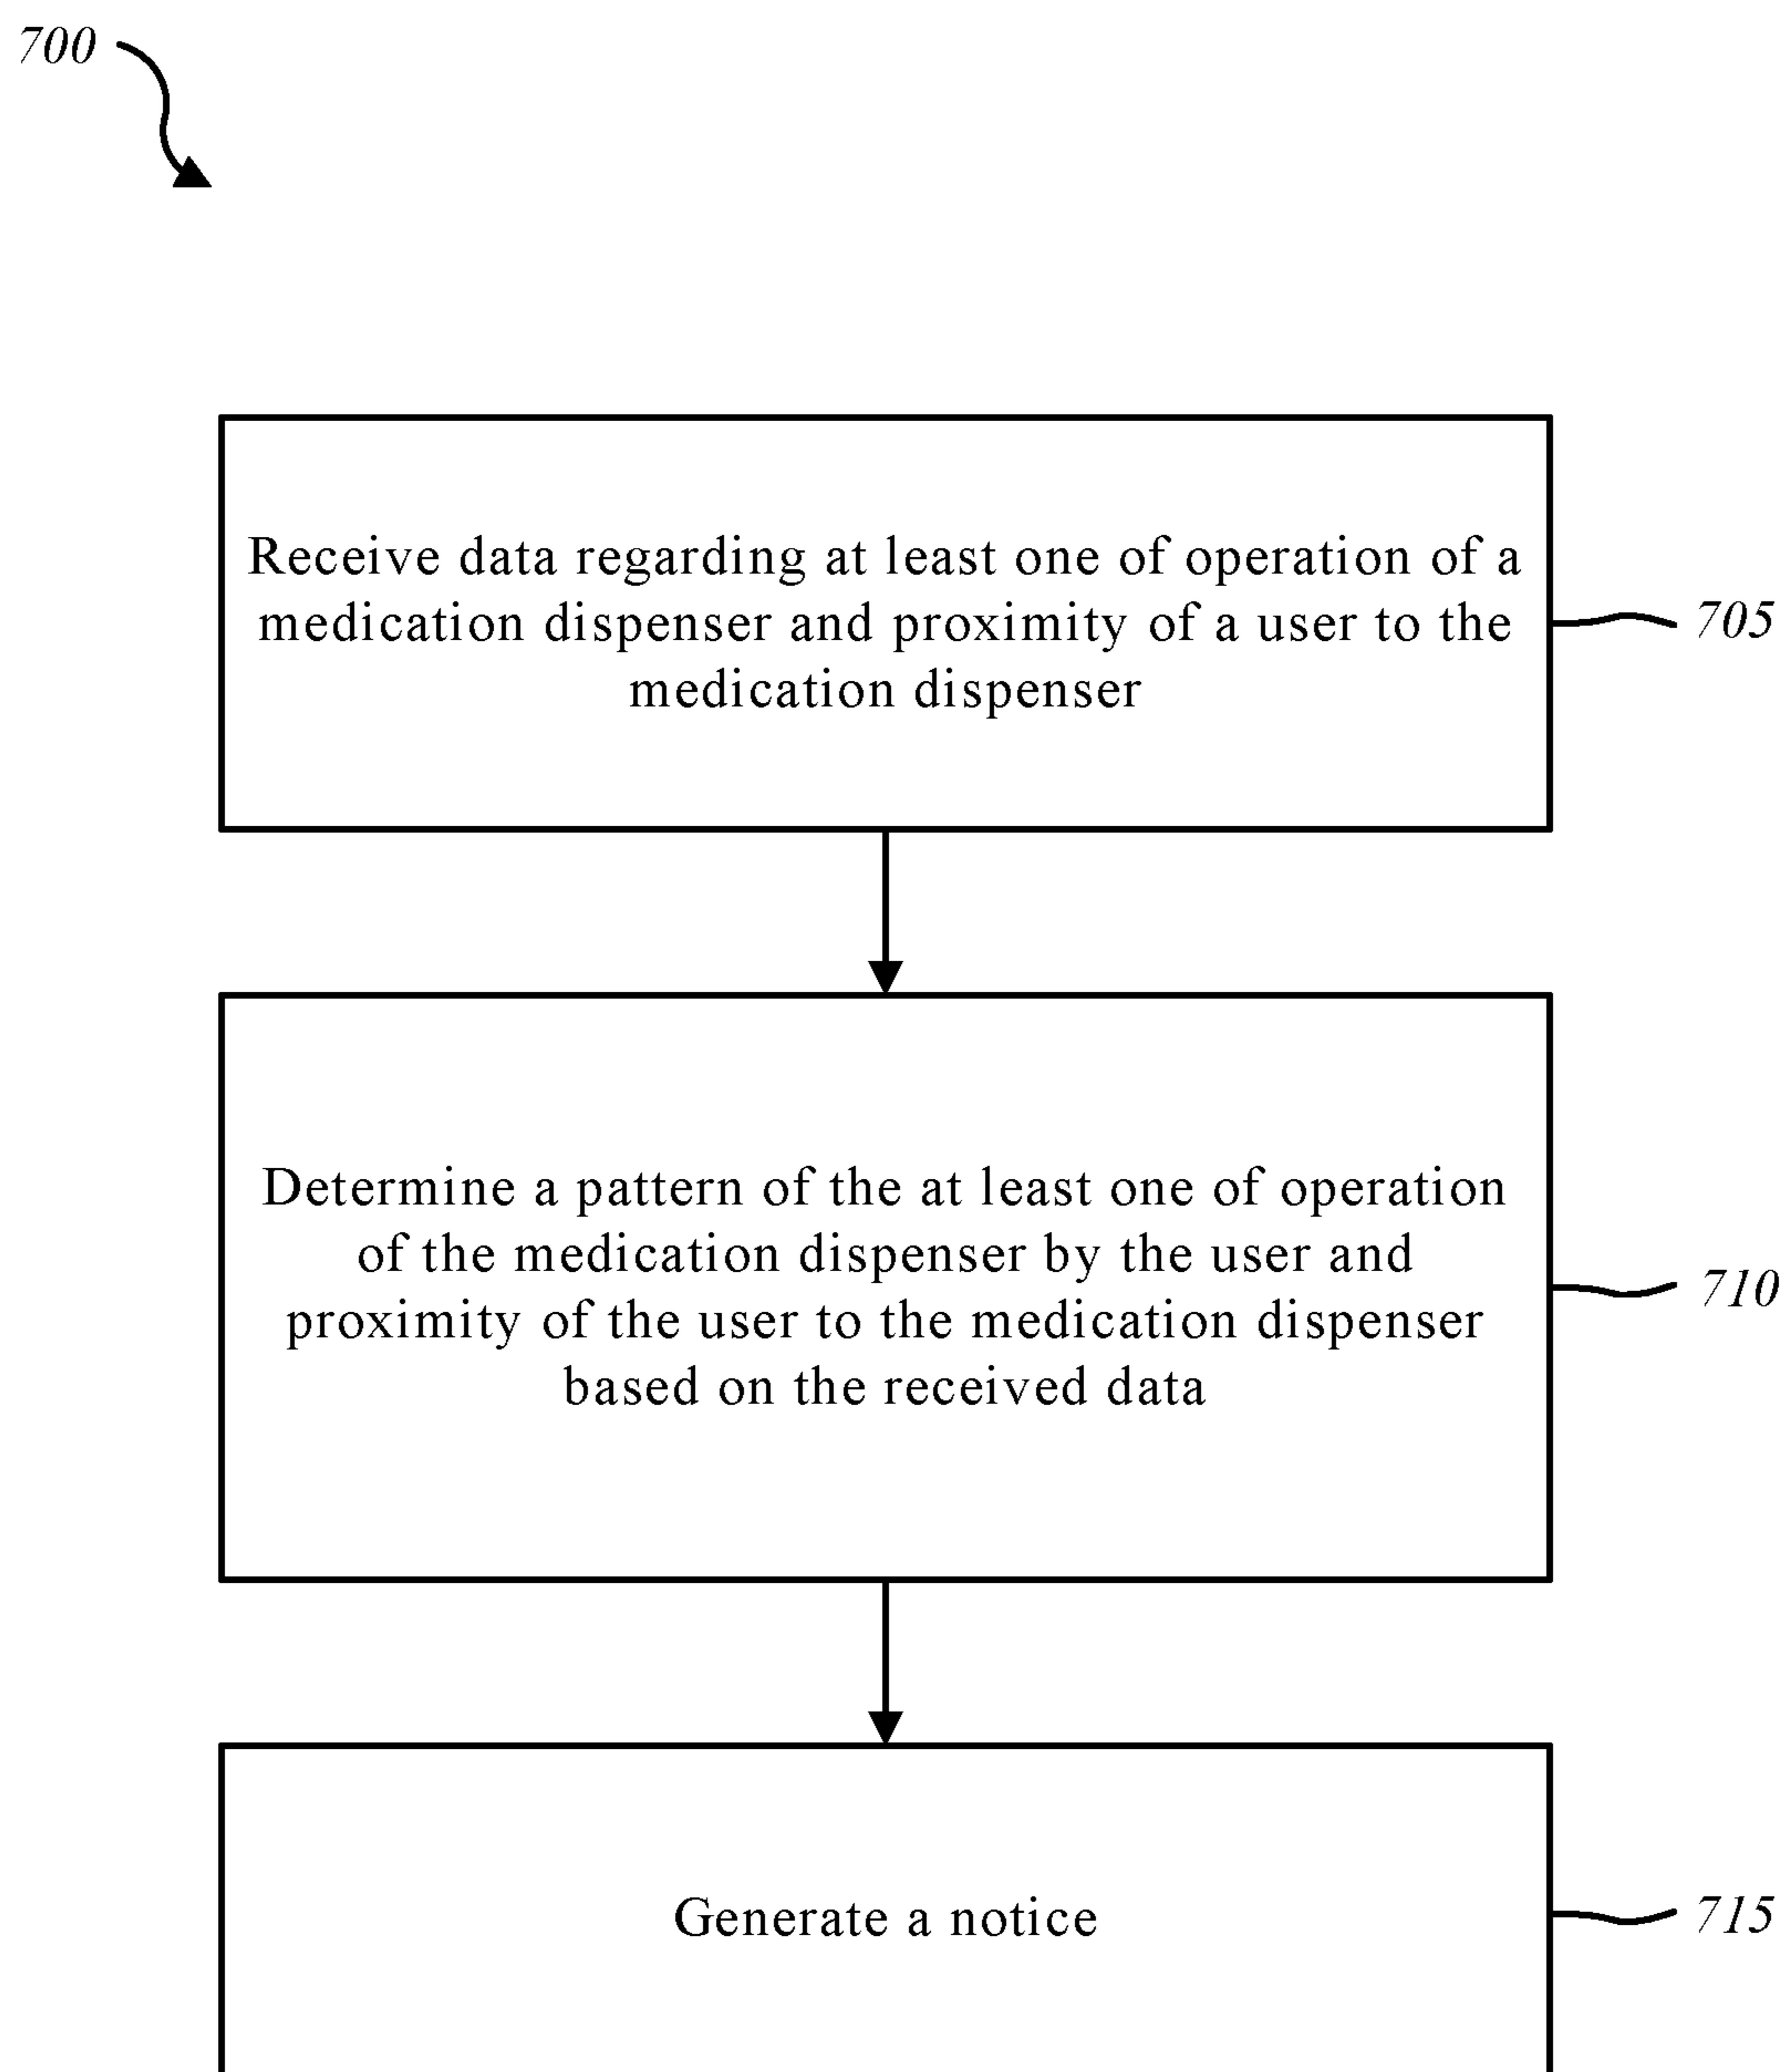 700
Receive data regarding at least one of operation of a
medication dispenser and proximity of a user to the
medication dispenser
705
Determine a pattern of the at least one of operation
of the medication dispenser by the user and
proximity of the user to the medication dispenser
based on the received data
710
Generate a notice
715